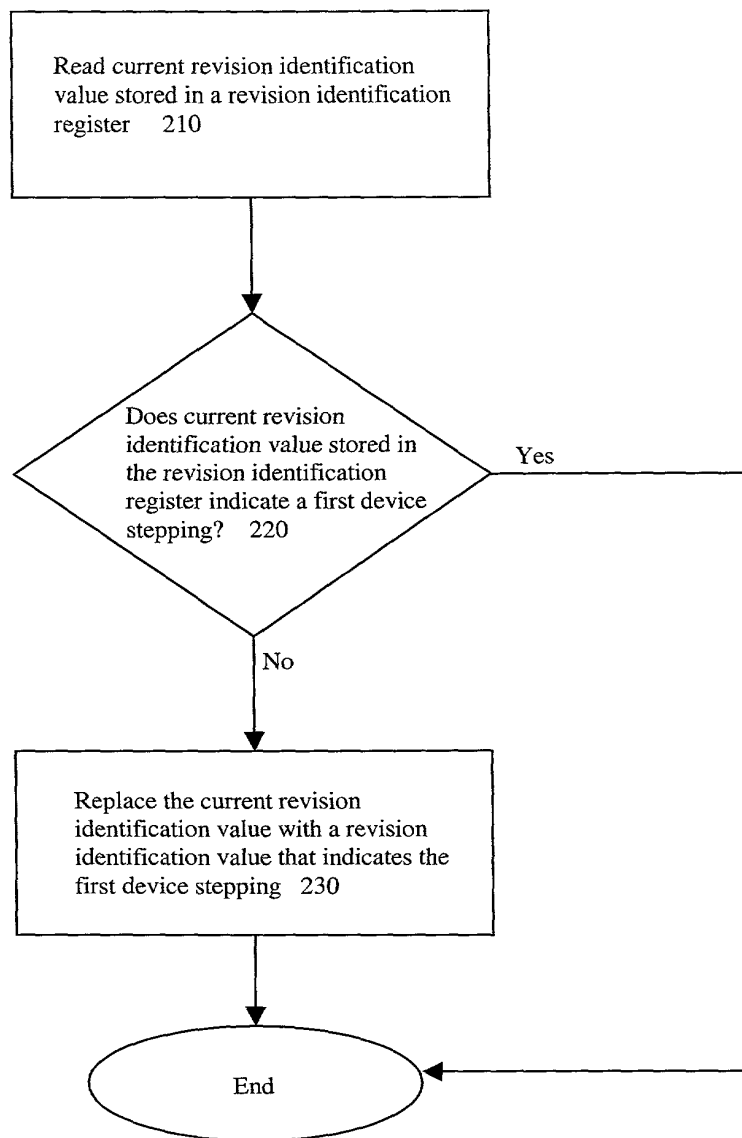 Read current revision identification
value stored in a revision identification
register 210
Does current revision
identification value stored in
the revision identification
register indicate a first device
stepping? 220
Yes
No
Replace the current revision
identification value with a revision
identification value that indicates the
first device stepping 230
End